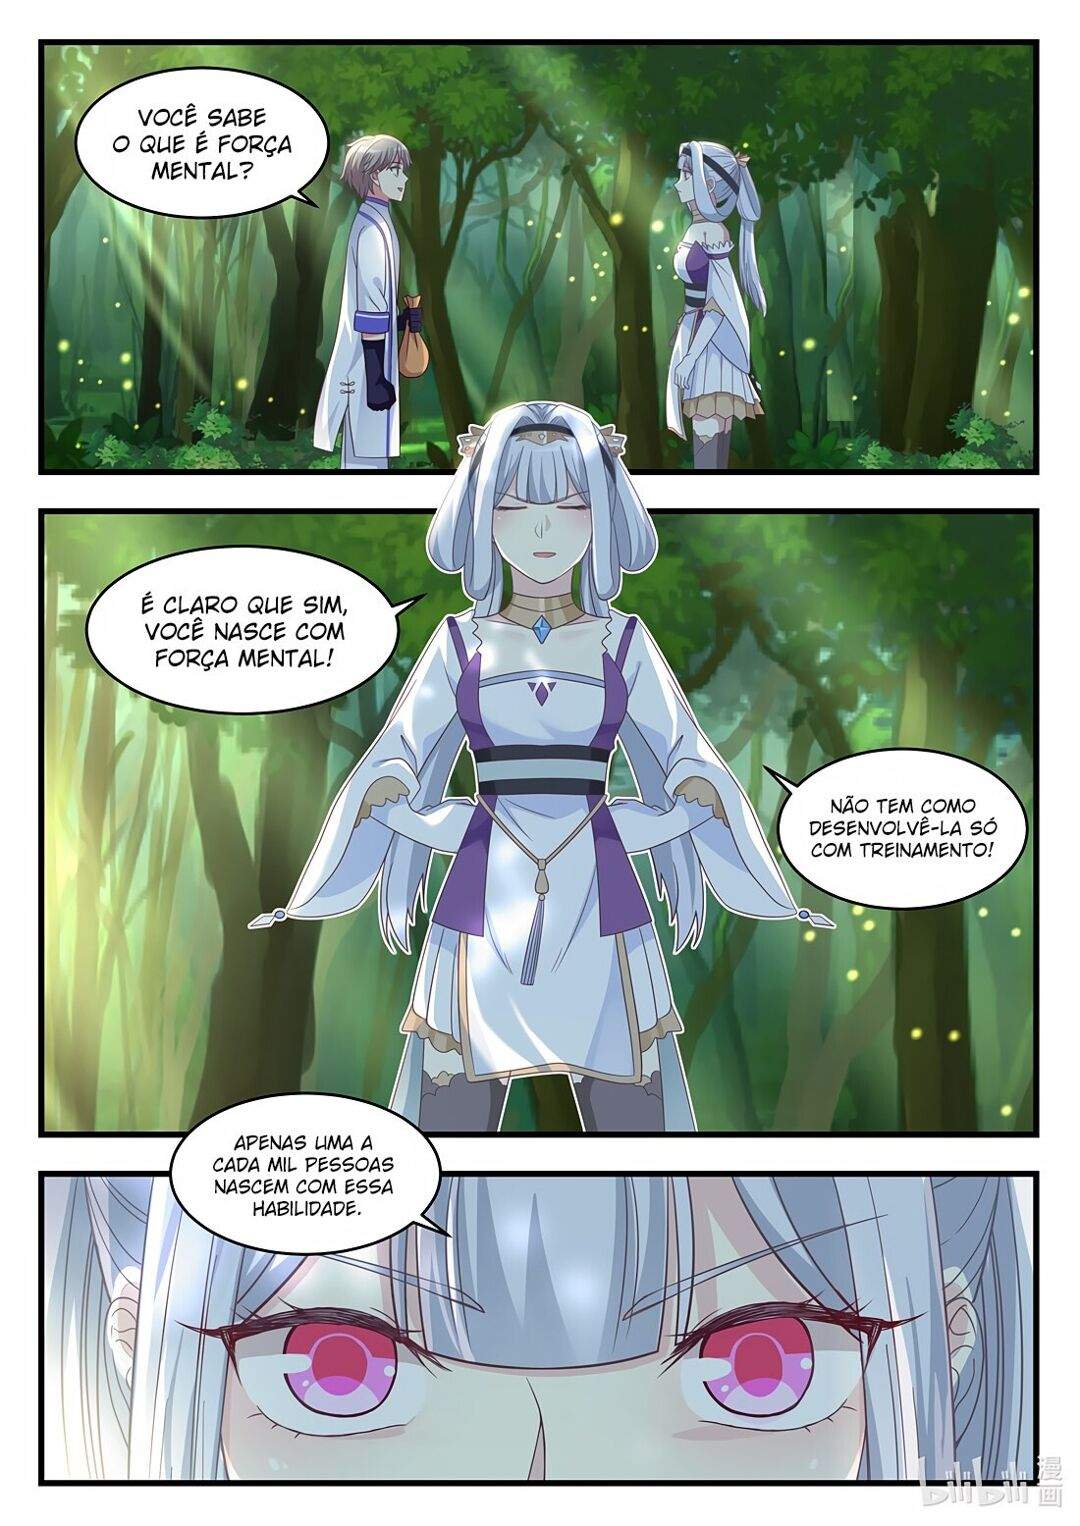 VOCÊ SABE
O QUE É FORÇA
MENTAL?
É CLARO QUE SIM,
VOCÊ NASCE COM
FORÇA MENTAL!
NÃO TEM COMO
DESENVOLVÊ-LA SÓ
COM TREINAMENTO!
APENAS UMA A
CADA MIL PESSOAS
NASCEM COM ESSA
HABILIDADE.
bilibili 漫画